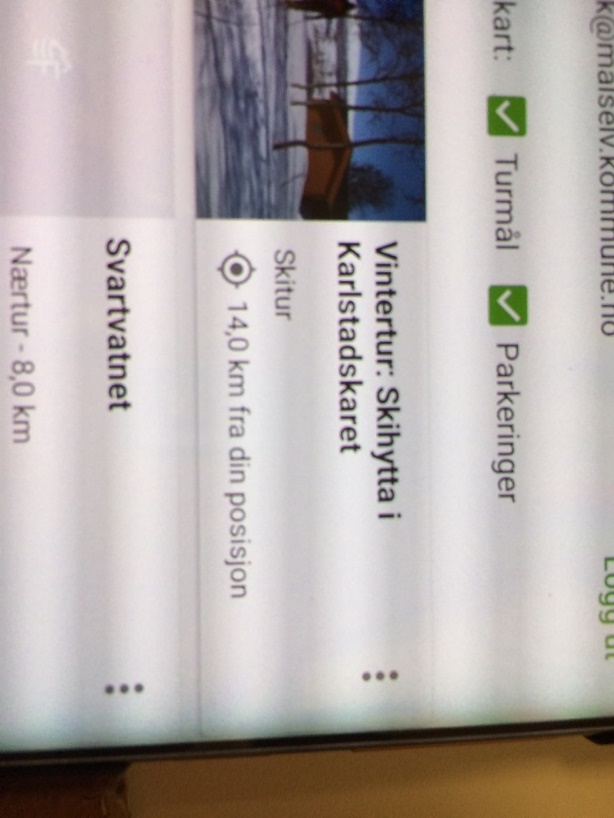 k@malselv.kommune.no
Logg ut
kart: Turmål Parkeringer
Vintertur: Skihytta i
Karlstadskaret
Skitur
14,0 km fra din posisjon
Svartvatnet
Nærtur - 8,0 km